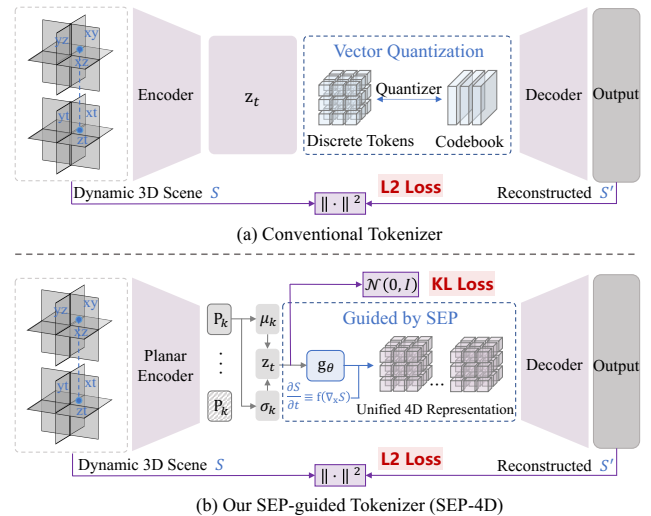 yz xy
xz
yt xt
zt
Encoder
z_t
Vector Quantization
Quantizer
Discrete Tokens
Codebook
Decoder
Output
Dynamic 3D Scene S
‖ · ‖ ²
L2 Loss
Reconstructed S′
(a) Conventional Tokenizer
yz xy
xz
yt xt
zt
Planar
Encoder
P_k
⋮
P_k
μ_k
z_t
σ_k
𝒩(0, I)
KL Loss
Guided by SEP
g_θ
∂S/∂t ≡ f(∇_x S)
...
Unified 4D Representation
Decoder
Output
Dynamic 3D Scene S
‖ · ‖ ²
L2 Loss
Reconstructed S′
(b) Our SEP-guided Tokenizer (SEP-4D)